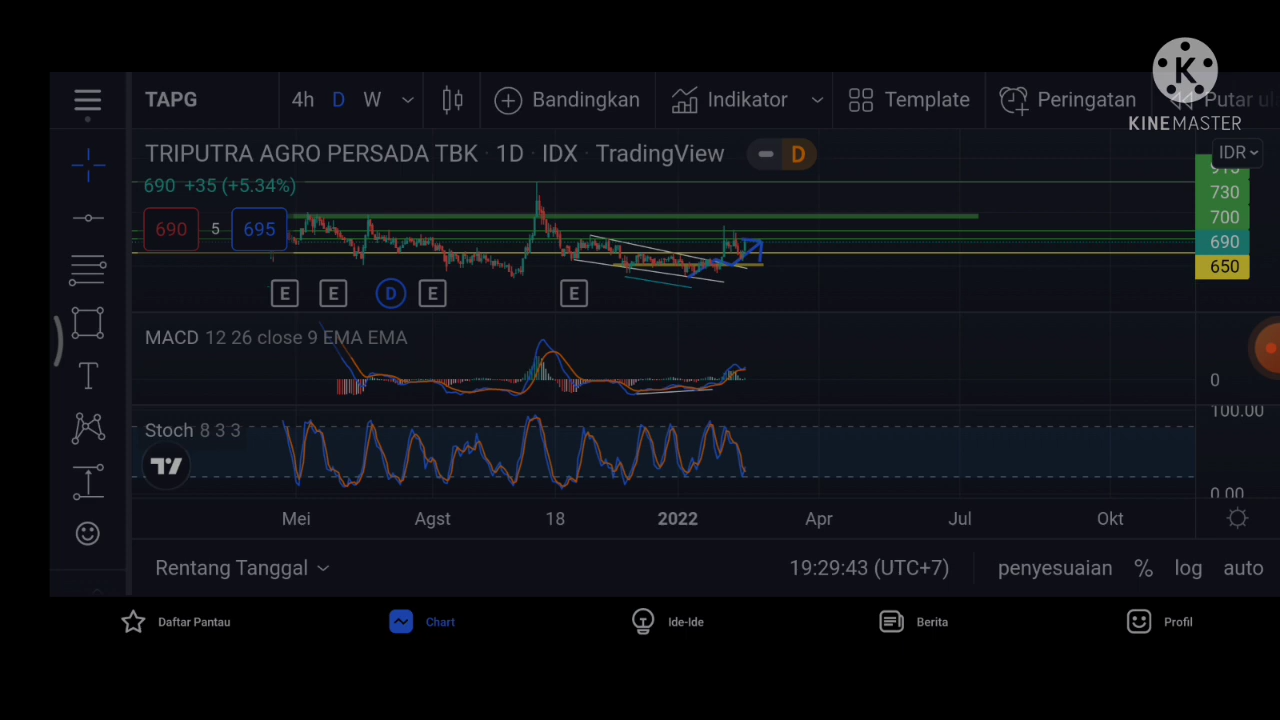 KINEMASTER
TAPG 4h D W Bandingkan Indikator Template Peringatan Putar ul
TRIPUTRA AGRO PERSADA TBK · 1D · IDX · TradingView D IDR
690 +35 (+5.34%)
690 5 695
730
700
690
650
E E D E E
MACD 12 26 close 9 EMA EMA
0
Stoch 8 3 3
100.00
0.00
Mei Agst 18 2022 Apr Jul Okt
Rentang Tanggal 19:29:43 (UTC+7) penyesuaian % log auto
Daftar Pantau Chart Ide-Ide Berita Profil